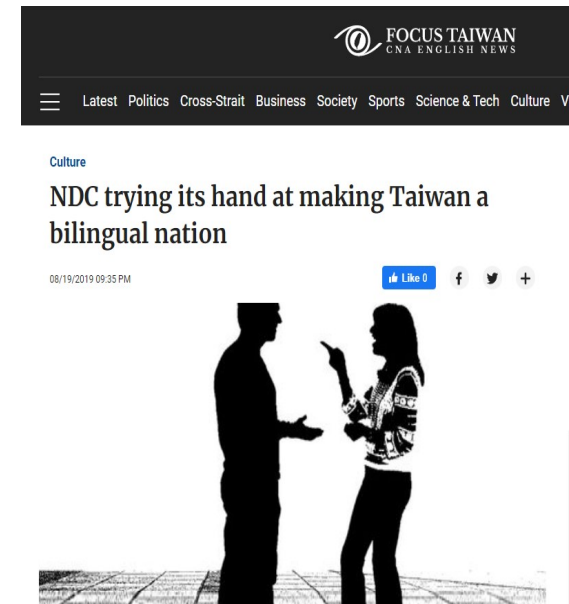 FOCUS TAIWAN
CNA ENGLISH NEWS
Latest Politics Cross-Strait Business Society Sports Science & Tech Culture V
Culture
NDC trying its hand at making Taiwan a
bilingual nation
08/19/2019 09:35 PM
Like 0